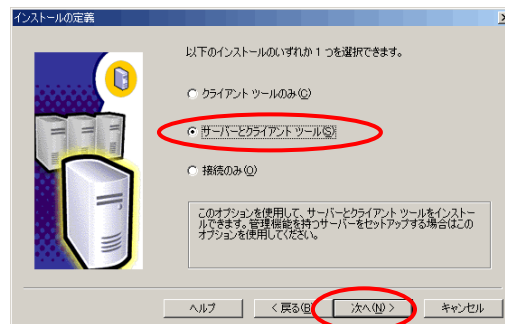 インストールの定義
以下のインストールのいずれか 1 つを選択できます。
クライアント ツールのみ(C)
サーバーとクライアント ツール(S)
接続のみ(O)
このオプションを使用して、サーバーとクライアント ツールをインストー
ルできます。管理機能を持つサーバーをセットアップする場合はこの
オプションを使用してください。
ヘルプ
< 戻る(B)
次へ(N) >
キャンセル